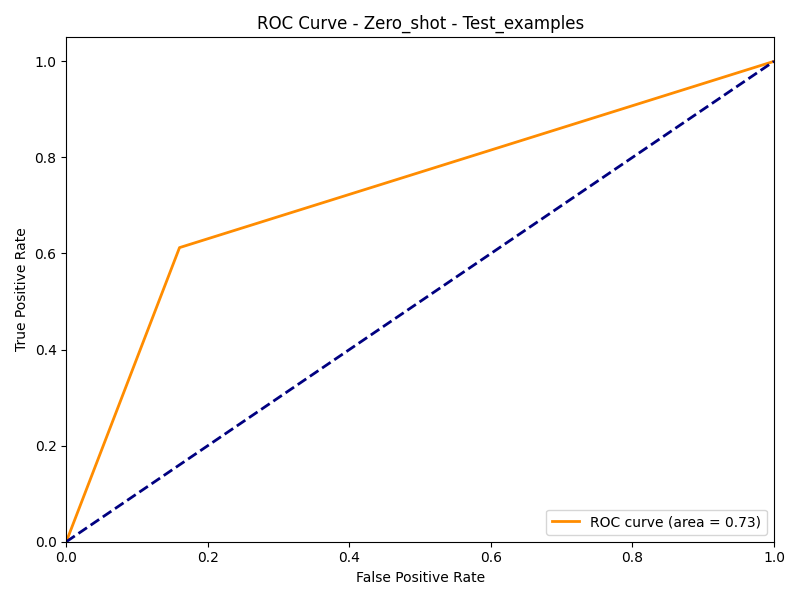 ROC Curve - Zero_shot - Test_examples
True Positive Rate
1.0
0.8
0.6
0.4
0.2
0.0
ROC curve (area = 0.73)
0.0 0.2 0.4 0.6 0.8 1.0
False Positive Rate